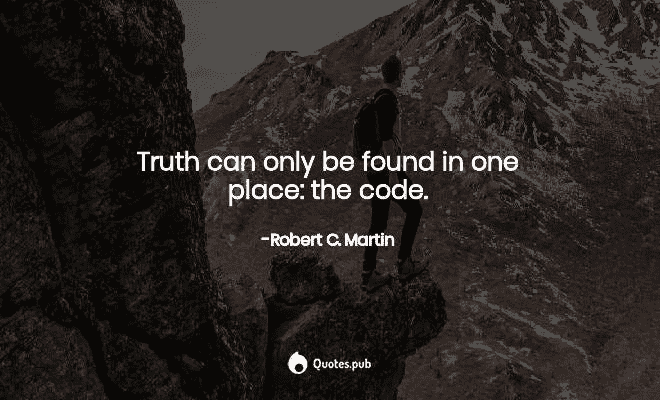 Truth can only be found in one
place: the code.
-Robert C. Martin
Quotes.pub